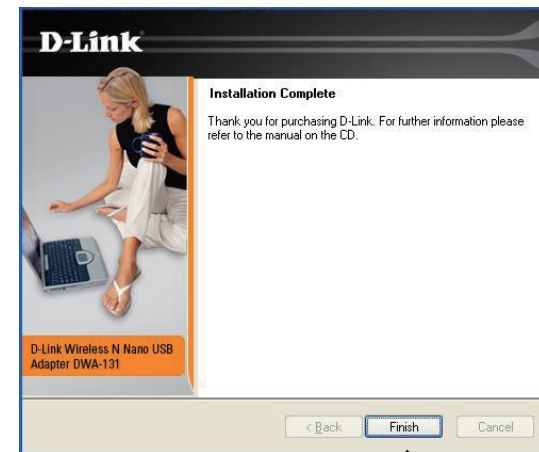 D-Link
Installation Complete
Thank you for purchasing D-Link. For further information please
refer to the manual on the CD.
D-Link Wireless N Nano USB
Adapter DWA-131
< Back
Finish
Cancel